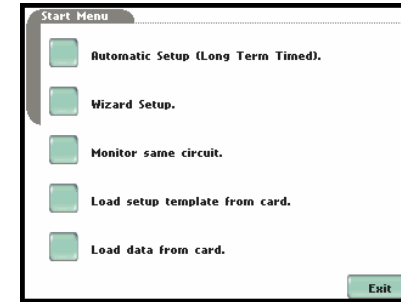 Start Menu
Automatic Setup (Long Term Timed).
Wizard Setup.
Monitor same circuit.
Load setup template from card.
Load data from card.
Exit